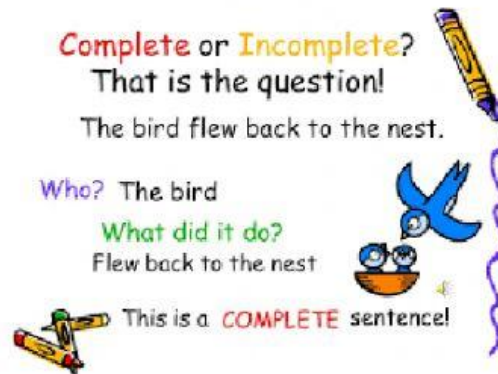 Complete or Incomplete?
That is the question!
The bird flew back to the nest.
Who? The bird
What did it do?
Flew back to the nest
This is a COMPLETE sentence!